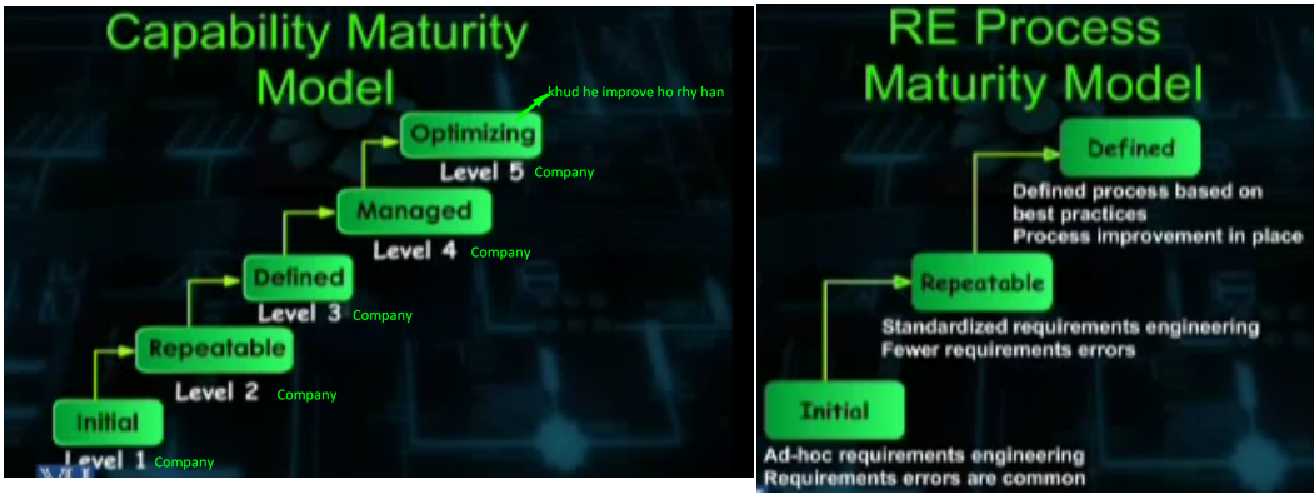 Capability Maturity
Model
khud he improve ho rhy han
Optimizing
Level 5 Company
Managed
Level 4 Company
Defined
Level 3 Company
Repeatable
Level 2 Company
Initial
Level 1 Company
RE Process
Maturity Model
Defined
Defined process based on
best practices
Process improvement in place
Repeatable
Standardized requirements engineering
Fewer requirements errors
Initial
Ad-hoc requirements engineering
Requirements errors are common